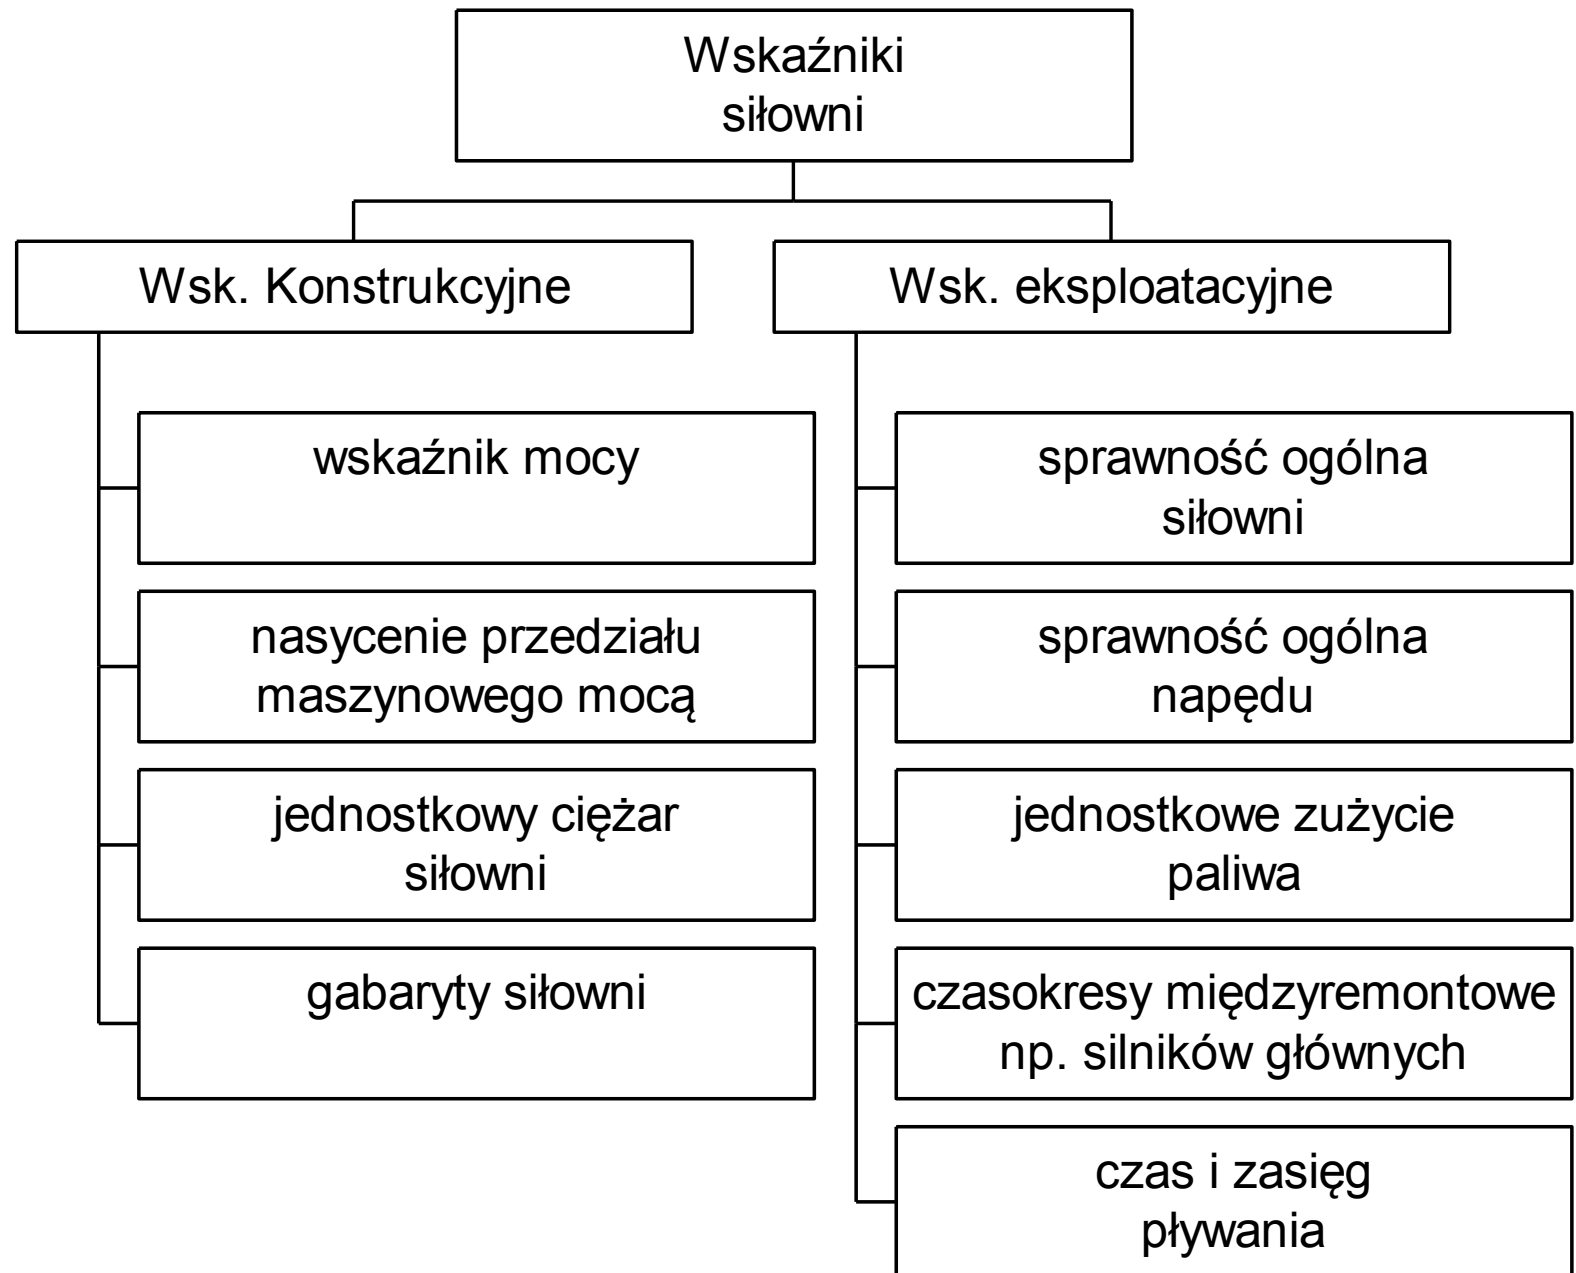 Wskaźniki
siłowni
Wsk. Konstrukcyjne
wskaźnik mocy
nasycenie przedziału
maszynowego mocą
jednostkowy ciężar
siłowni
gabaryty siłowni
Wsk. eksploatacyjne
sprawność ogólna
siłowni
sprawność ogólna
napędu
jednostkowe zużycie
paliwa
czasokresy międzyremontowe
np. silników głównych
czas i zasięg
pływania